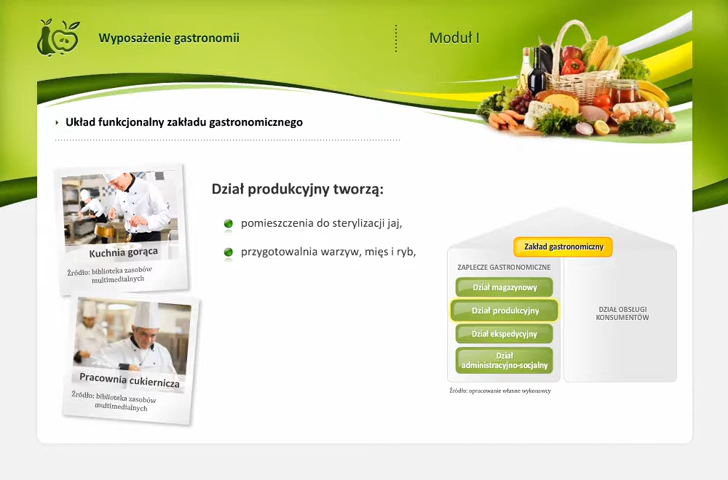 Wyposażenie gastronomii
Moduł I
Układ funkcjonalny zakładu gastronomicznego
Dział produkcyjny tworzą:
pomieszczenia do sterylizacji jaj,
przygotowalnia warzyw, mięs i ryb,
Kuchnia gorąca
Źródło: biblioteka zasobów
multimedialnych
Pracownia cukiernicza
Źródło: biblioteka zasobów
multimedialnych
Zakład gastronomiczny
ZAPLECZE GASTRONOMICZNE
Dział magazynowy
Dział produkcyjny
Dział ekspedycyjny
Dział
administracyjno-socjalny
DZIAŁ OBSŁUGI
KONSUMENTÓW
Źródło: opracowanie własne wykonawcy